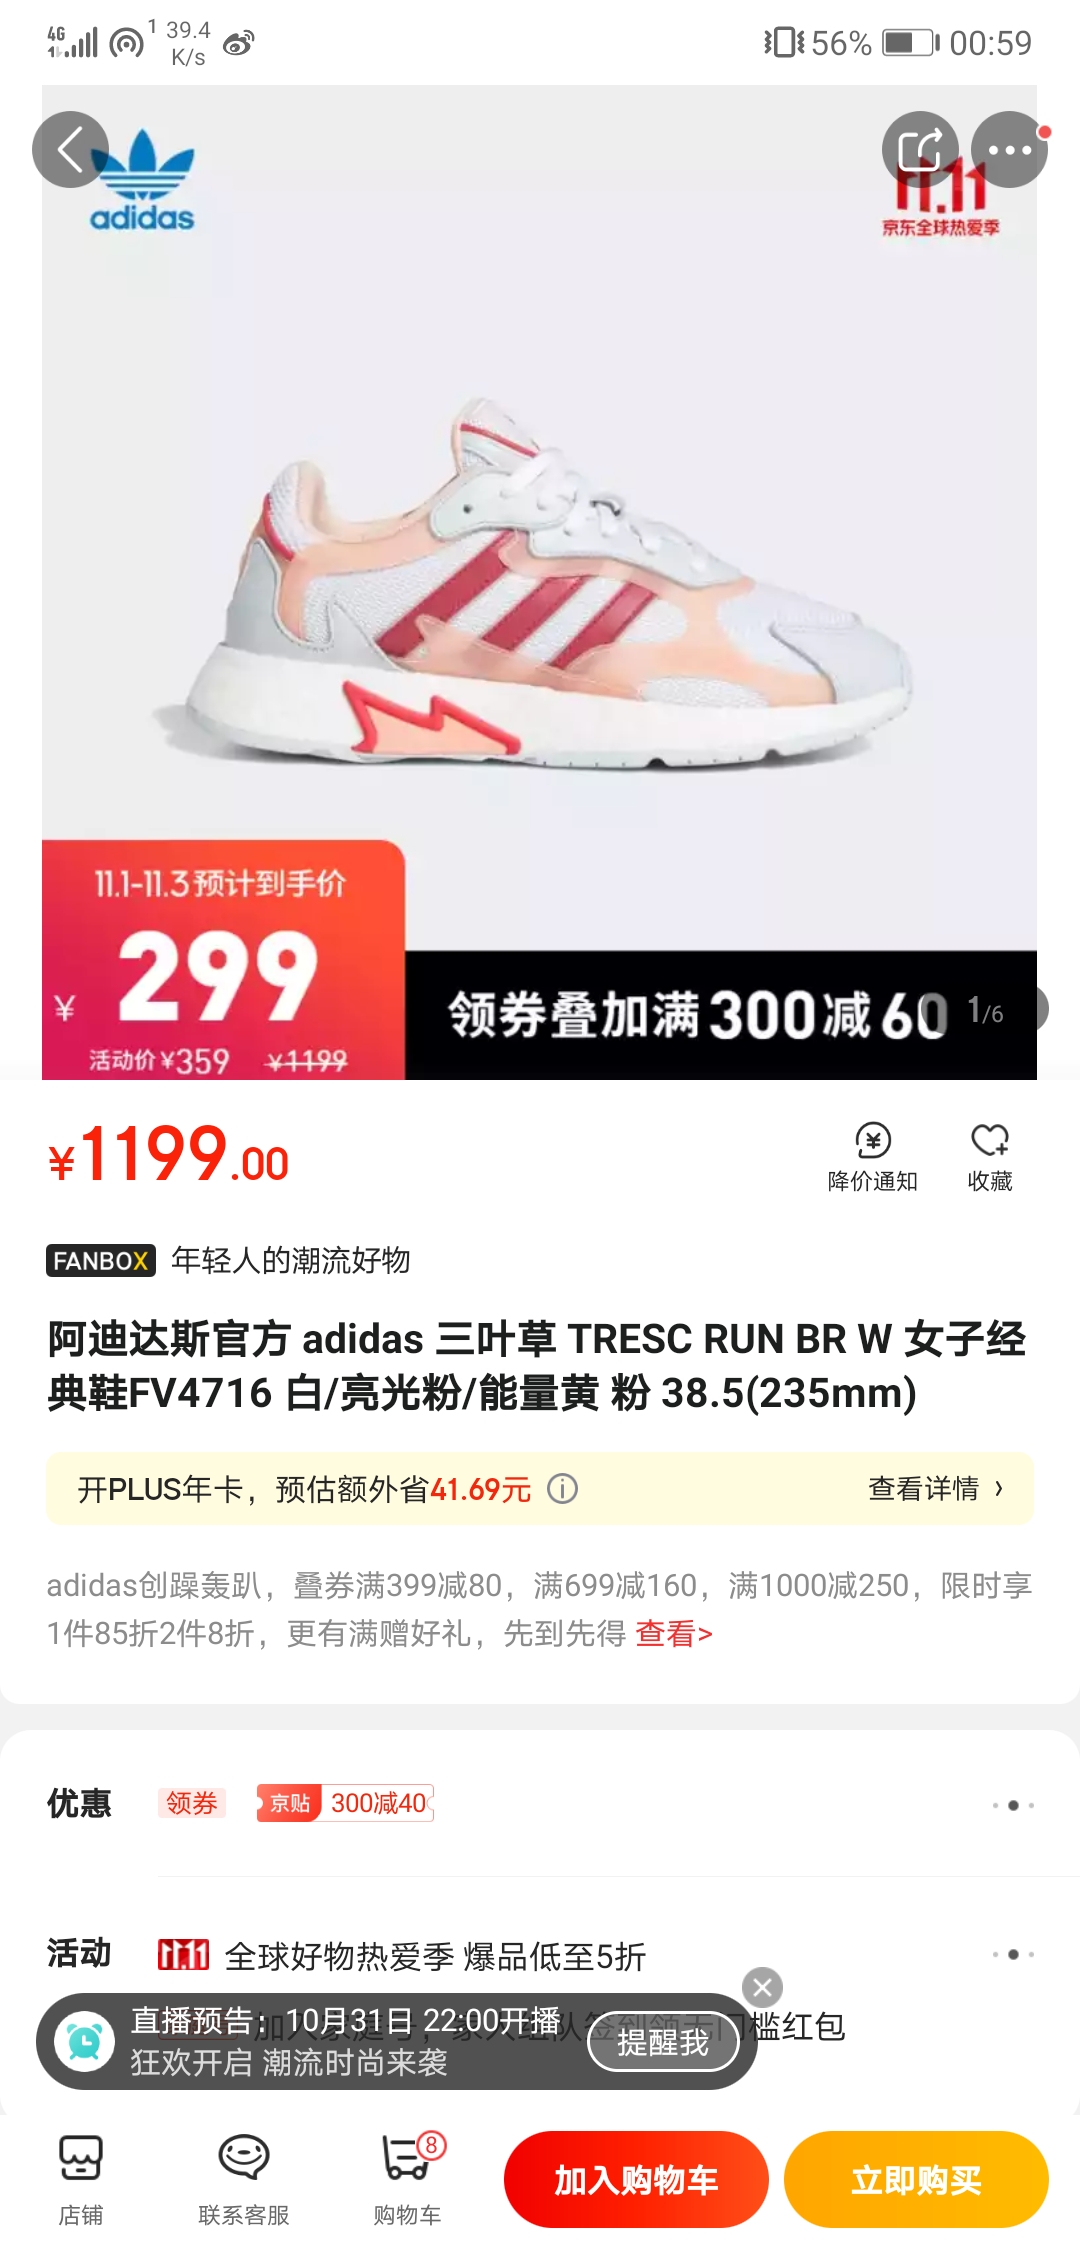 4G
1 39.4
K/s
56% 00:59
adidas
11.11
京东全球热爱季
11.1-11.3预计到手价
¥ 299
活动价¥359 ¥1199
领券叠加满300减60
1/6
¥1199.00
降价通知 收藏
FANBOX 年轻人的潮流好物
阿迪达斯官方 adidas 三叶草 TRESC RUN BR W 女子经
典鞋FV4716 白/亮光粉/能量黄 粉 38.5(235mm)
开PLUS年卡，预估额外省41.69元 查看详情 ›
adidas创躁轰趴，叠券满399减80，满699减160，满1000减250，限时享
1件85折2件8折，更有满赠好礼，先到先得 查看>
优惠 领券 京贴 300减40
活动 11.11 全球好物热爱季 爆品低至5折
槛红包
直播预告：10月31日 22:00开播
狂欢开启 潮流时尚来袭
提醒我
店铺 联系客服 购物车 8
加入购物车 立即购买